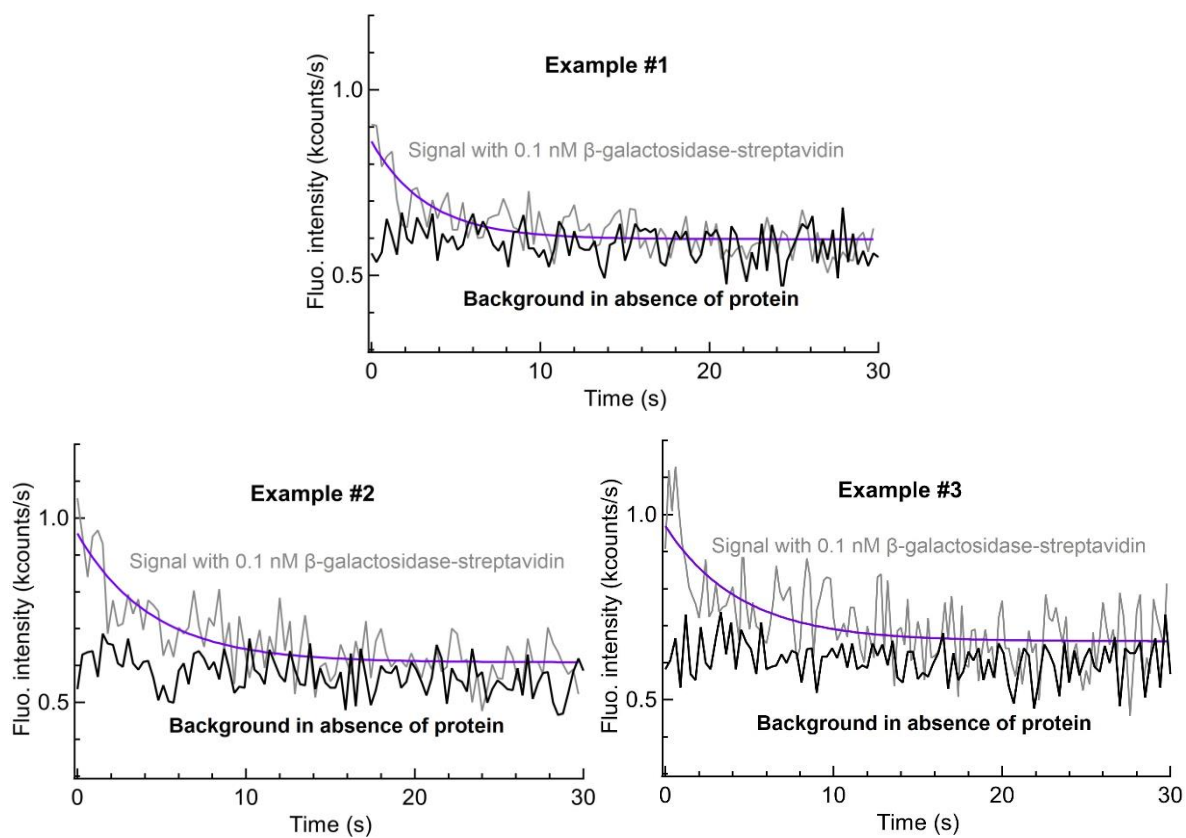 Example #1
Fluo. intensity (kcounts/s)
1.0
0.5
Signal with 0.1 nM β-galactosidase-streptavidin
Background in absence of protein
0 10 20 30
Time (s)
Example #2
Fluo. intensity (kcounts/s)
1.0
0.5
Signal with 0.1 nM β-galactosidase-streptavidin
Background in absence of protein
0 10 20 30
Time (s)
Example #3
Fluo. intensity (kcounts/s)
1.0
0.5
Signal with 0.1 nM β-galactosidase-streptavidin
Background in absence of protein
0 10 20 30
Time (s)